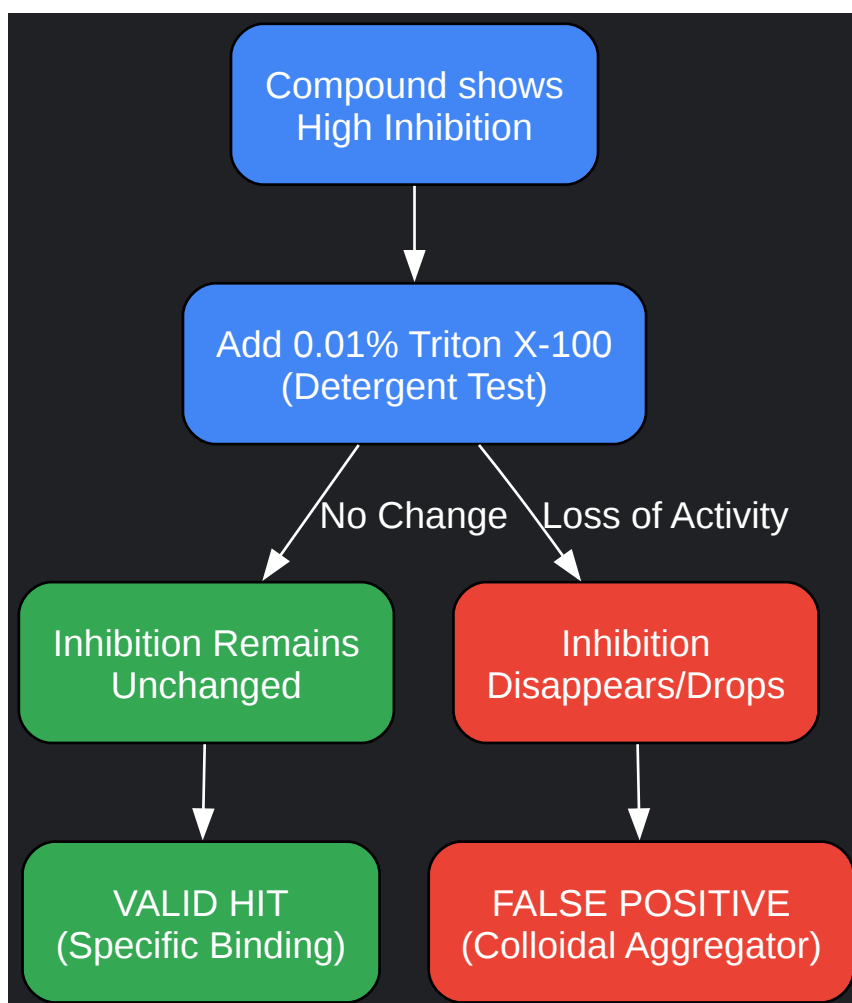 Compound shows
High Inhibition
Add 0.01% Triton X-100
(Detergent Test)
No Change
Loss of Activity
Inhibition Remains
Unchanged
Inhibition
Disappears/Drops
VALID HIT
(Specific Binding)
FALSE POSITIVE
(Colloidal Aggregator)